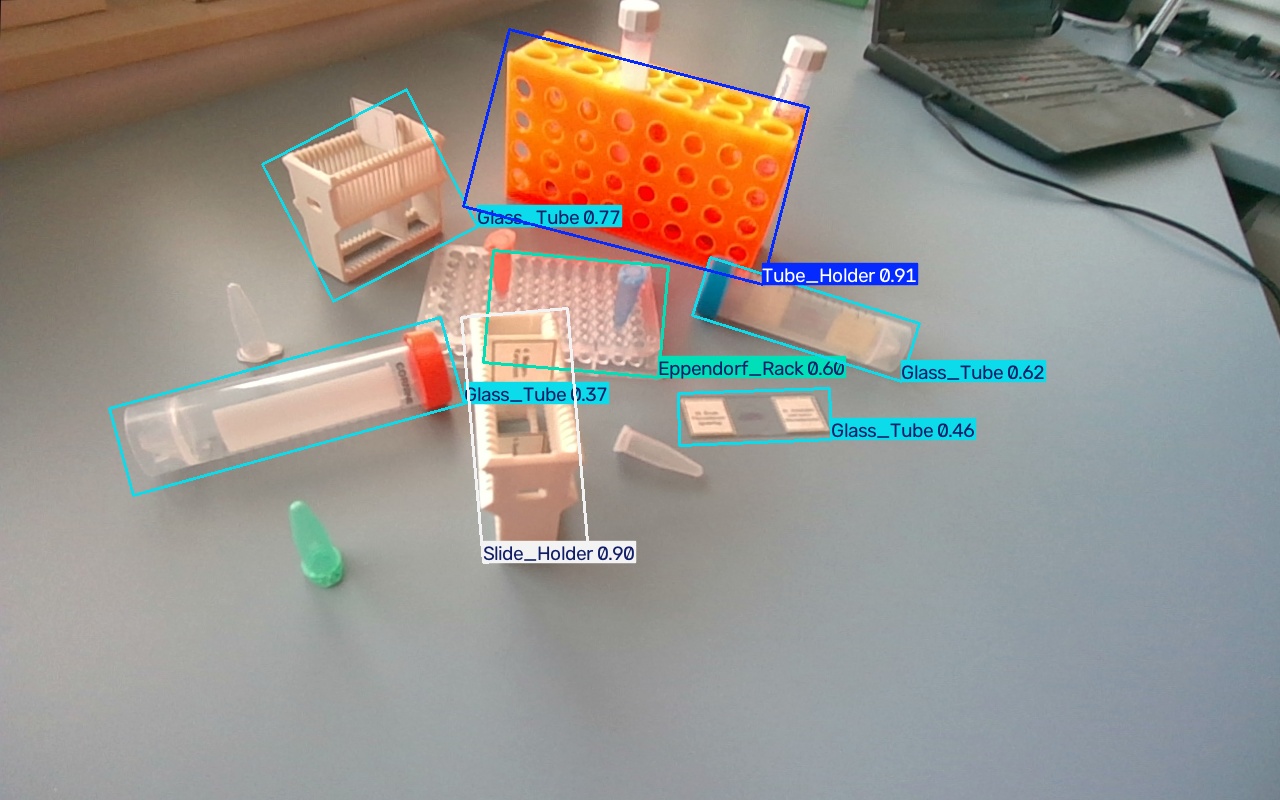 Glass_Tube 0.77
Tube_Holder 0.91
Eppendorf_Rack 0.60
Glass_Tube 0.62
Glass_Tube 0.37
Glass_Tube 0.46
Slide_Holder 0.90
CORNING